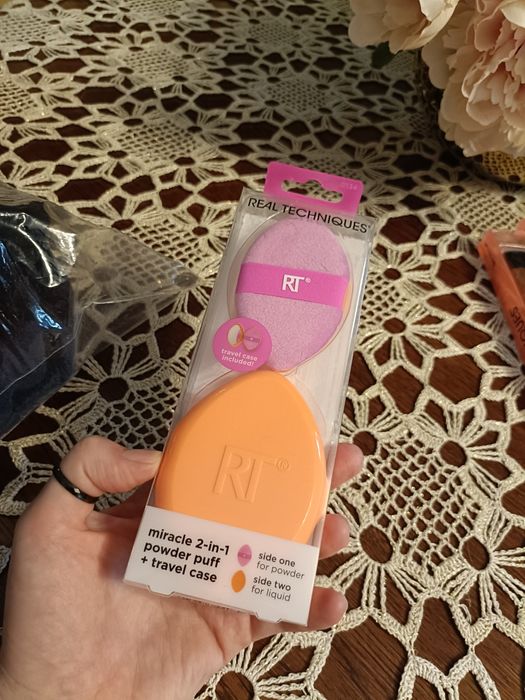 REAL TECHNIQUES®
RT®
travel case
included!
RT®
miracle 2-in-1
powder puff
+ travel case
side one
for powder
side two
for liquid